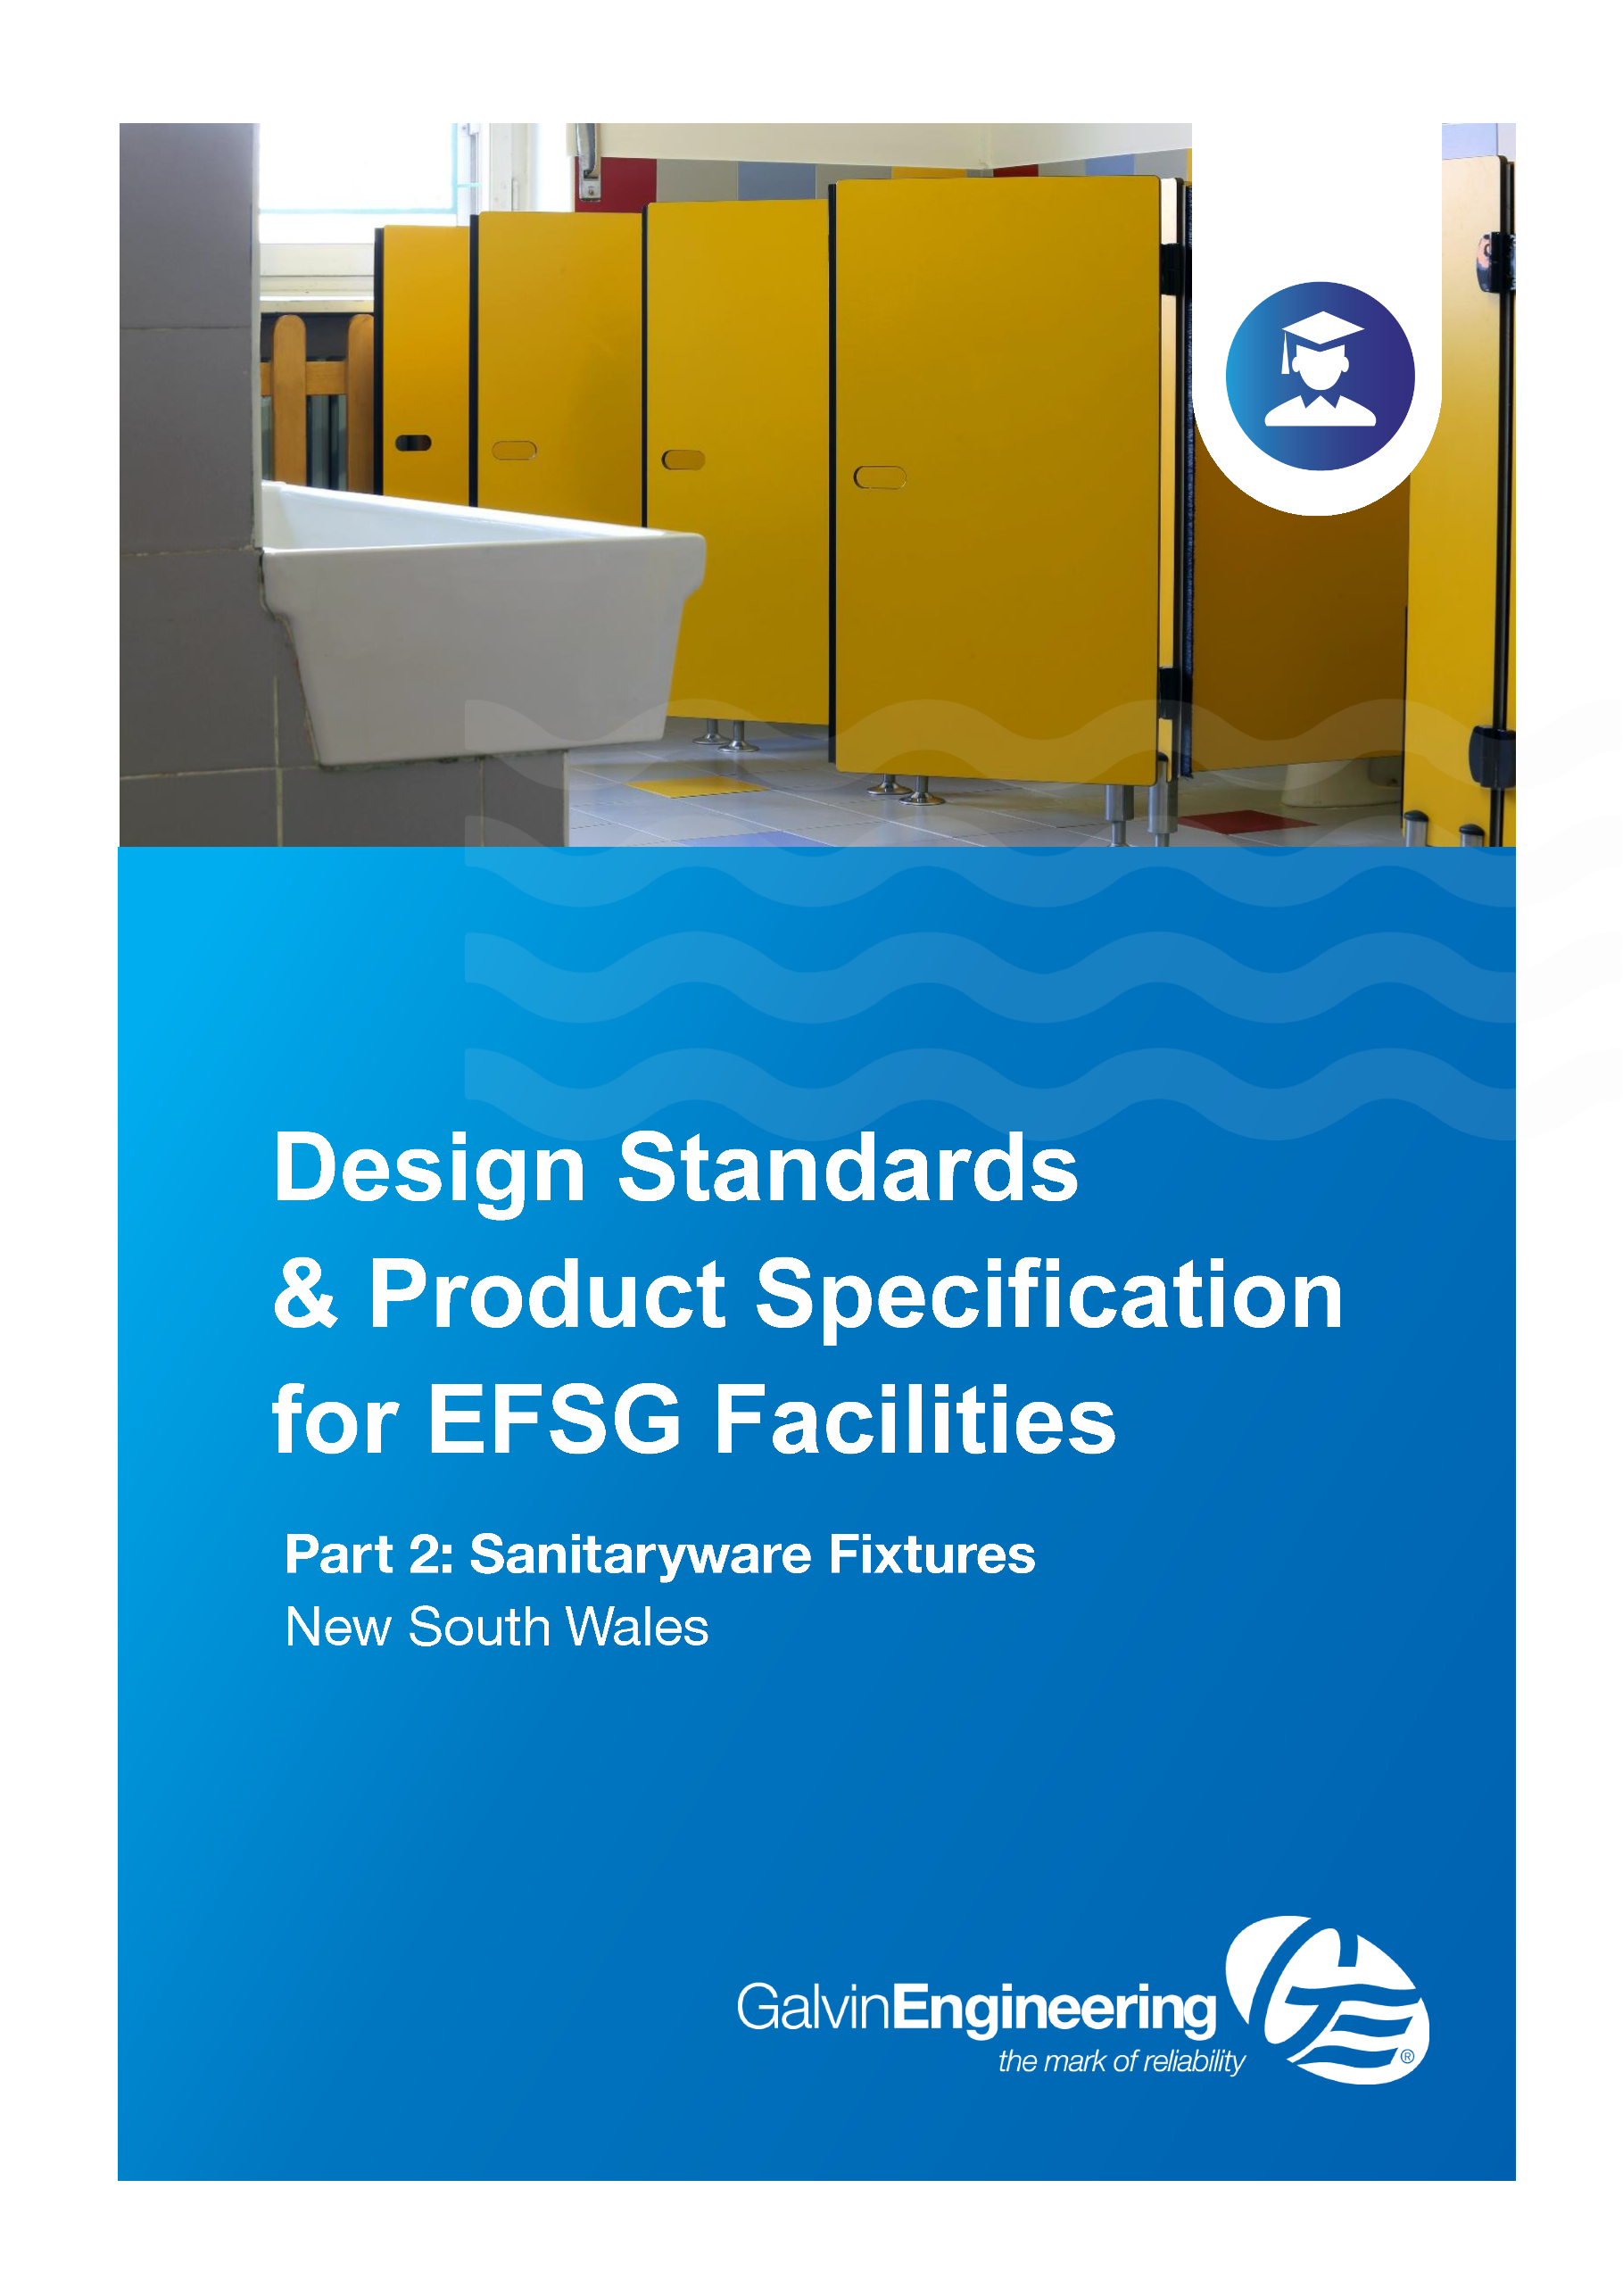 Design Standards
& Product Specification
for EFSG Facilities
Part 2: Sanitaryware Fixtures
New South Wales
GalvinEngineering
the mark of reliability
®